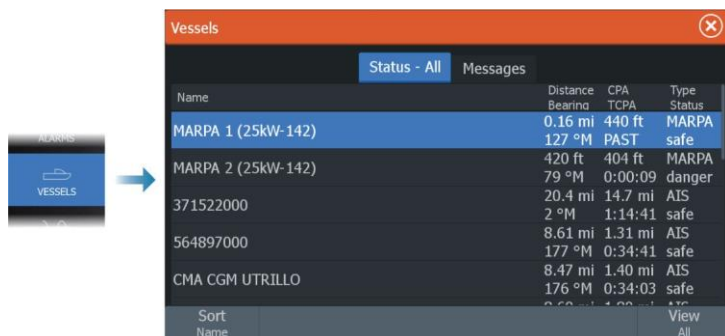 Vessels
Status - All Messages
Name Distance CPA Type
Bearing TCPA Status
MARPA 1 (25kW-142) 0.16 mi 440 ft MARPA
127 °M PAST safe
MARPA 2 (25kW-142) 420 ft 404 ft MARPA
79 °M 0:00:09 danger
371522000 20.4 mi 14.7 mi AIS
2 °M 1:14:41 safe
564897000 8.61 mi 1.31 mi AIS
177 °M 0:34:41 safe
CMA CGM UTRILLO 8.47 mi 1.40 mi AIS
176 °M 0:34:03 safe
Sort View
Name All
ALARMS
VESSELS